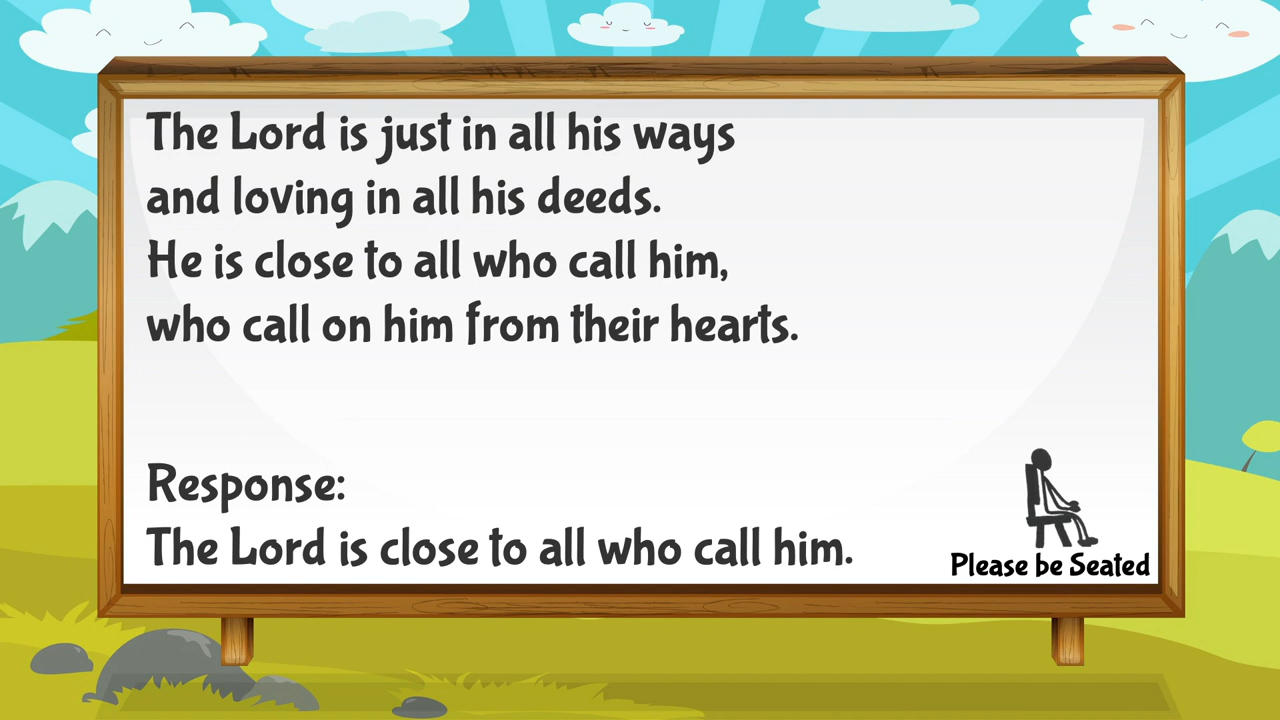 The Lord is just in all his ways
and loving in all his deeds.
He is close to all who call him,
who call on him from their hearts.
Response:
The Lord is close to all who call him.
Please be Seated